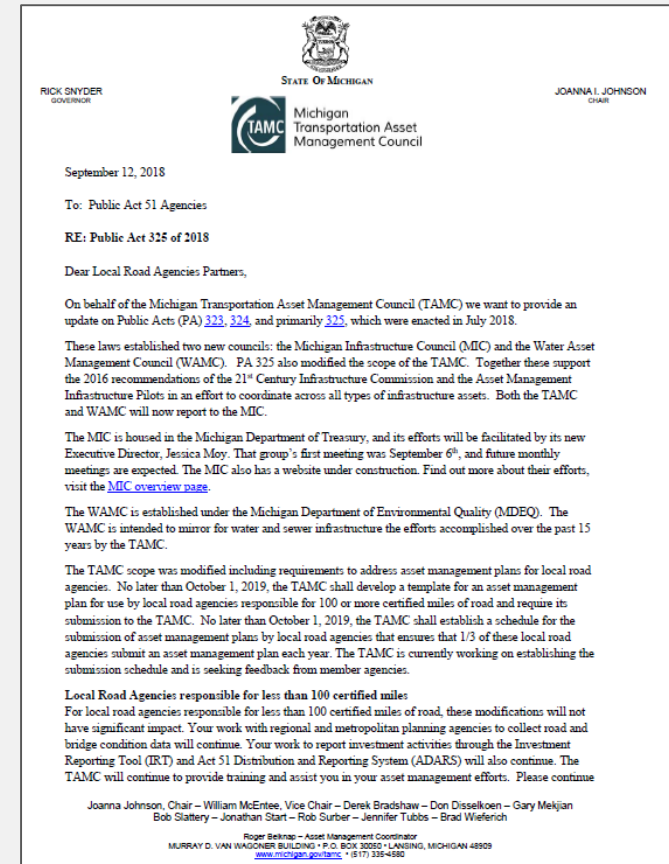 STATE OF MICHIGAN
RICK SNYDER
GOVERNOR
JOANNA I. JOHNSON
CHAIR
TAMC
Michigan
Transportation Asset
Management Council
September 12, 2018
To: Public Act 51 Agencies
RE: Public Act 325 of 2018
Dear Local Road Agencies Partners,
On behalf of the Michigan Transportation Asset Management Council (TAMC) we want to provide an
update on Public Acts (PA) 323, 324, and primarily 325, which were enacted in July 2018.
These laws established two new councils: the Michigan Infrastructure Council (MIC) and the Water Asset
Management Council (WAMC). PA 325 also modified the scope of the TAMC. Together these support
the 2016 recommendations of the 21st Century Infrastructure Commission and the Asset Management
Infrastructure Pilots in an effort to coordinate across all types of infrastructure assets. Both the TAMC
and WAMC will now report to the MIC.
The MIC is housed in the Michigan Department of Treasury, and its efforts will be facilitated by its new
Executive Director, Jessica Moy. That group's first meeting was September 6th, and future monthly
meetings are expected. The MIC also has a website under construction. Find out more about their efforts,
visit the MIC overview page.
The WAMC is established under the Michigan Department of Environmental Quality (MDEQ). The
WAMC is intended to mirror for water and sewer infrastructure the efforts accomplished over the past 15
years by the TAMC.
The TAMC scope was modified including requirements to address asset management plans for local road
agencies. No later than October 1, 2019, the TAMC shall develop a template for an asset management
plan for use by local road agencies responsible for 100 or more certified miles of road and require its
submission to the TAMC. No later than October 1, 2019, the TAMC shall establish a schedule for the
submission of asset management plans by local road agencies that ensures that 1/3 of these local road
agencies submit an asset management plan each year. The TAMC is currently working on establishing the
submission schedule and is seeking feedback from member agencies.
Local Road Agencies responsible for less than 100 certified miles
For local road agencies responsible for less than 100 certified miles of road, these modifications will not
have significant impact. Your work with regional and metropolitan planning agencies to collect road and
bridge condition data will continue. Your work to report investment activities through the Investment
Reporting Tool (IRT) and Act 51 Distribution and Reporting System (ADARS) will also continue. The
TAMC will continue to provide training and assist you in your asset management efforts. Please continue
Joanna Johnson, Chair – William McEntee, Vice Chair – Derek Bradshaw – Don Disselkoen – Gary Mekjian
Bob Slattery – Jonathan Start – Rob Surber – Jennifer Tubbs – Brad Wieferich
Roger Belknap – Asset Management Coordinator
MURRAY D. VAN WAGONER BUILDING • P.O. BOX 30050 • LANSING, MICHIGAN 48909
www.michigan.gov/tamc • (517) 335-4580